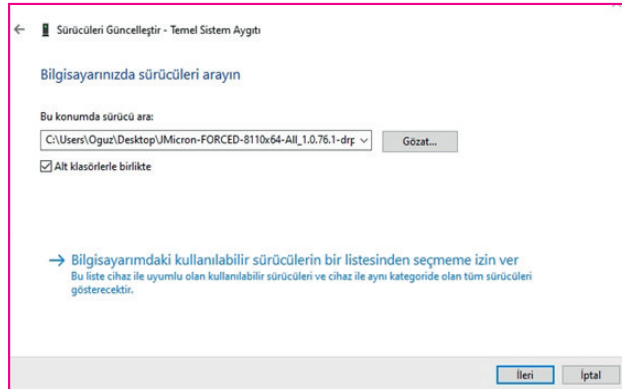 Sürücüleri Güncelleştir - Temel Sistem Aygıtı
Bilgisayarınızda sürücüleri arayın
Bu konumda sürücü ara:
C:\Users\Oguz\Desktop\JMicron-FORCED-8110x64-All_1.0.76.1-drp
Gözat...
Alt klasörlerle birlikte
Bilgisayarımdaki kullanılabilir sürücülerin bir listesinden seçmeme izin ver
Bu liste cihaz ile uyumlu olan kullanılabilir sürücüleri ve cihaz ile aynı kategoride olan tüm sürücüleri
gösterecektir.
İleri
İptal